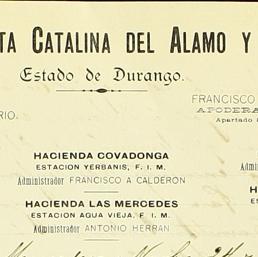 TA CATALINA DEL ALAMO Y
Estado de Durango.
FRANCISCO
APODERA
RIO.
Apartado
HACIENDA COVADONGA
ESTACION YERBANIS, F. I. M.
Administrador FRANCISCO A CALDERON
HACIENDA LAS MERCEDES
ESTACION AGUA VIEJA, F I. M.
Administrador ANTONIO HERRAN
Adm
H
E